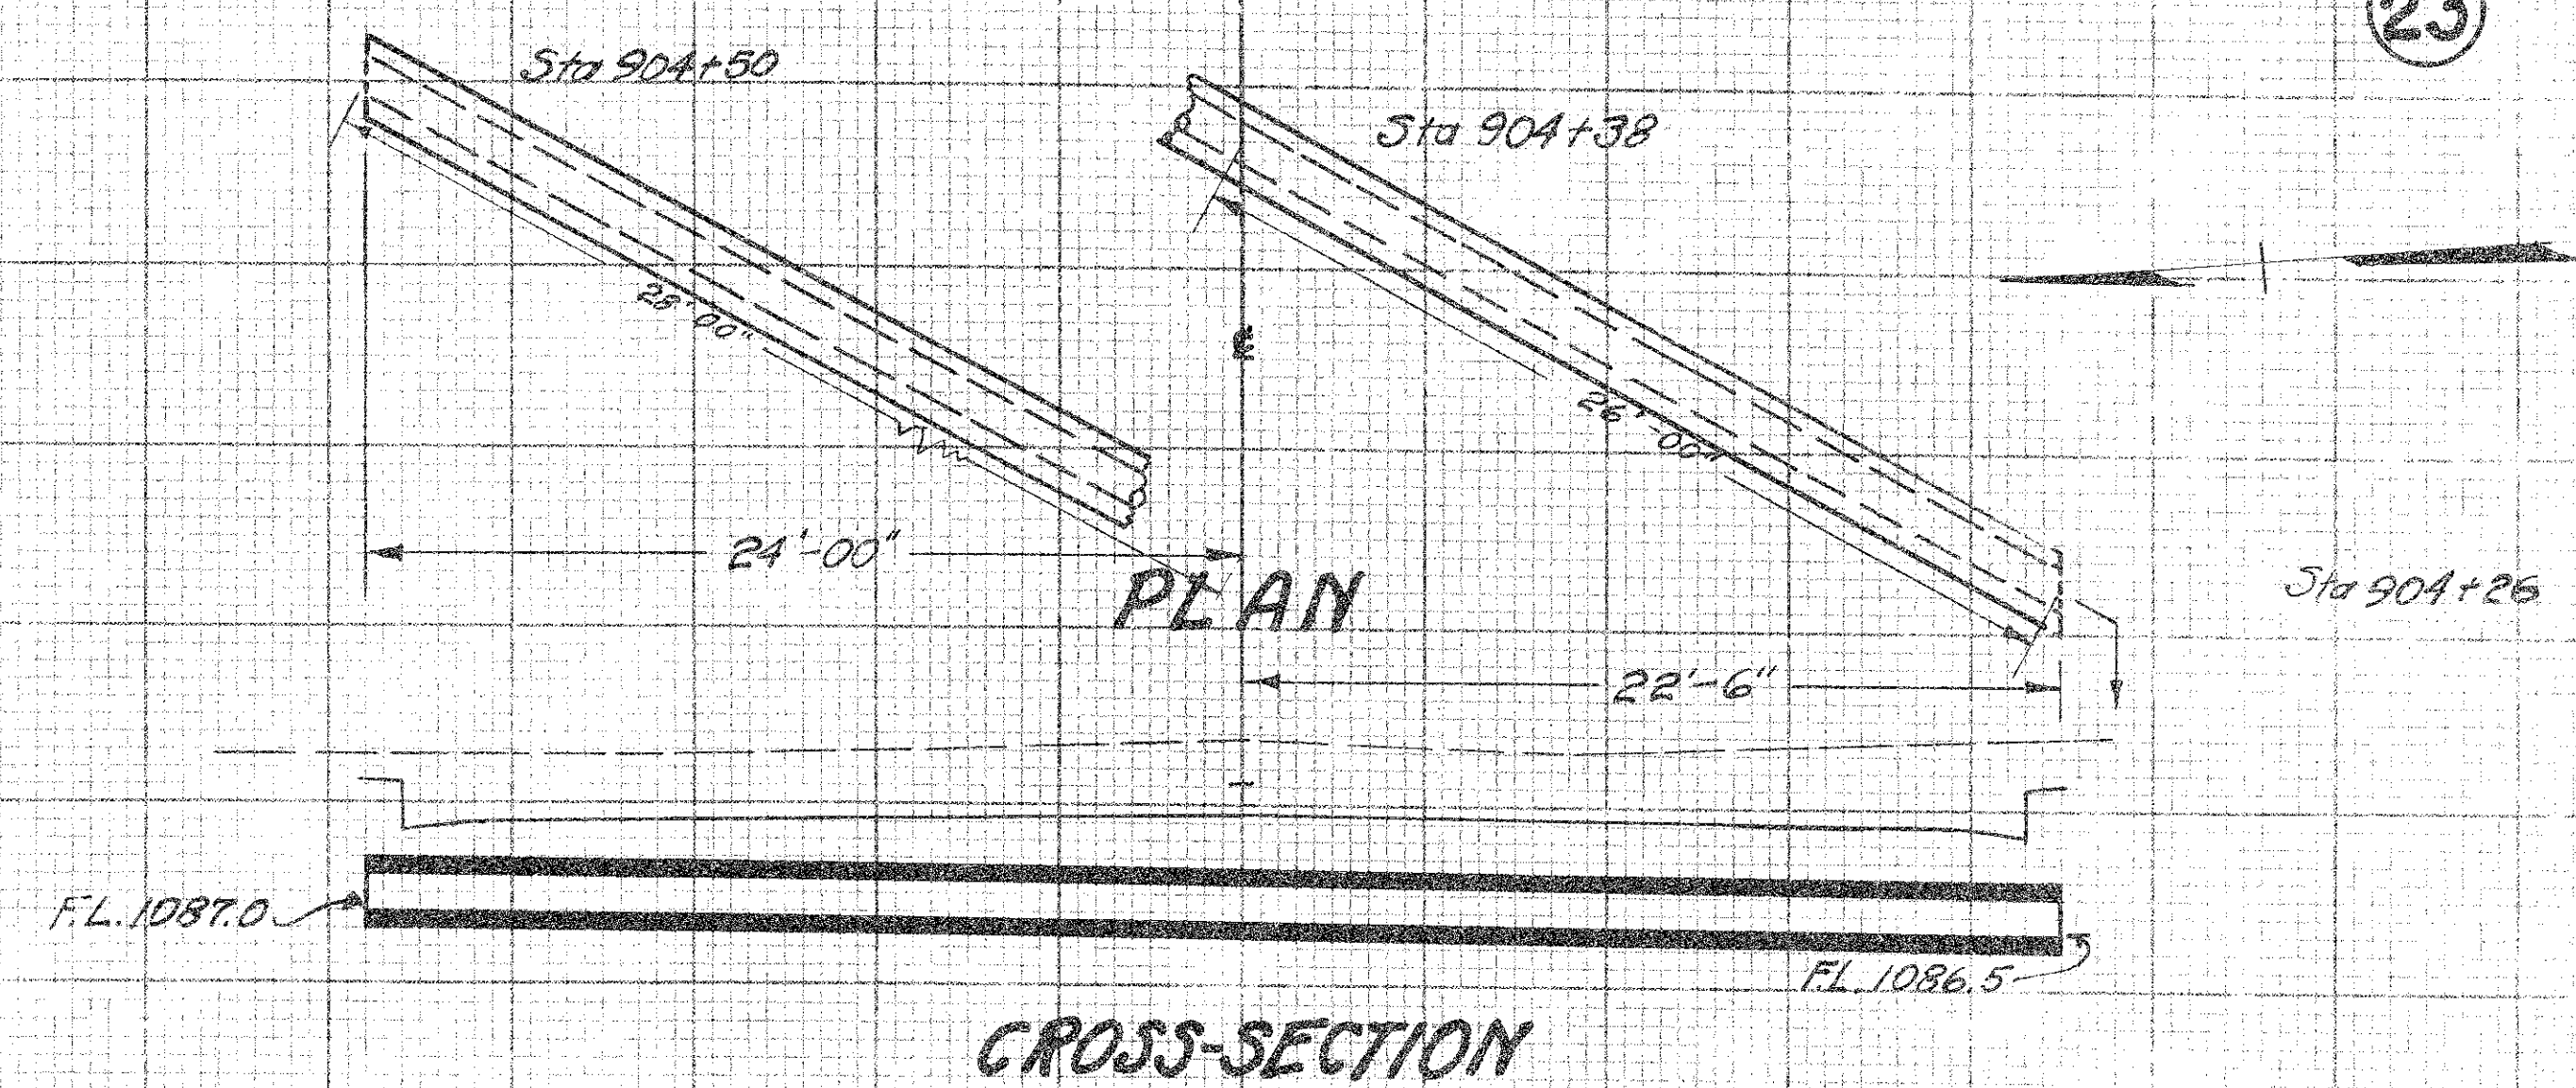 23
Sta 904+50
Sta 904+38
28'-00"
℄
26'-00"
24'-00"
PLAN
Sta 904+26
22'-6"
F.L. 1087.0
F.L. 1086.5
CROSS-SECTION